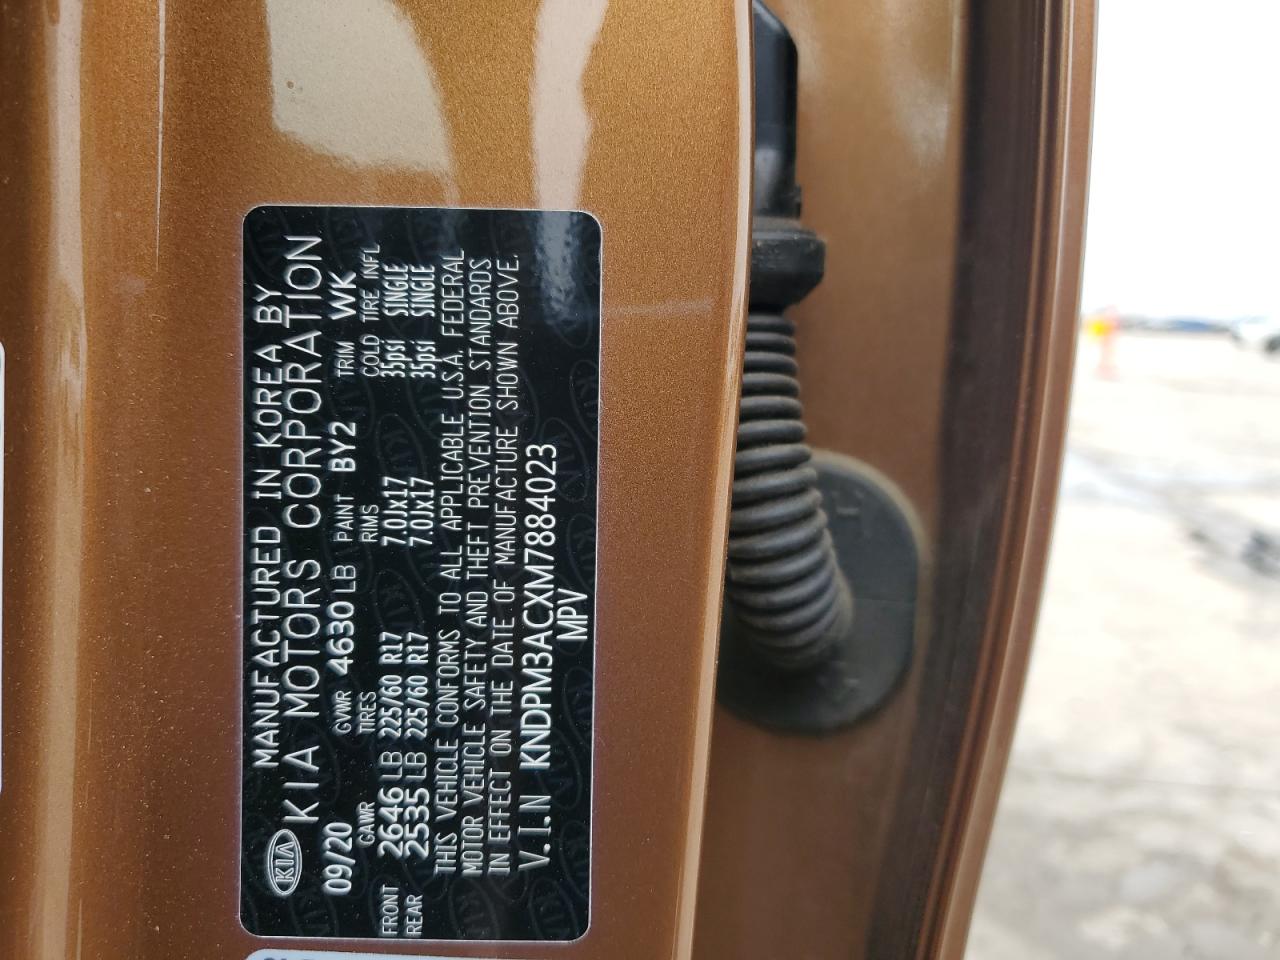 MANUFACTURED IN KOREA BY
KIA KIA MOTORS CORPORATION
09/20 GVWR 4630 LB PAINT BY2 TRIM WK
GAWR TIRES RIMS COLD TIRE INFL
FRONT 2646 LB 225/60 R17 7.0Jx17 35psi SINGLE
REAR 2535 LB 225/60 R17 7.0Jx17 35psi SINGLE
THIS VEHICLE CONFORMS TO ALL APPLICABLE U.S.A. FEDERAL
MOTOR VEHICLE SAFETY AND THEFT PREVENTION STANDARDS
IN EFFECT ON THE DATE OF MANUFACTURE SHOWN ABOVE.
V.I.N KNDPM3ACXM7884023
MPV